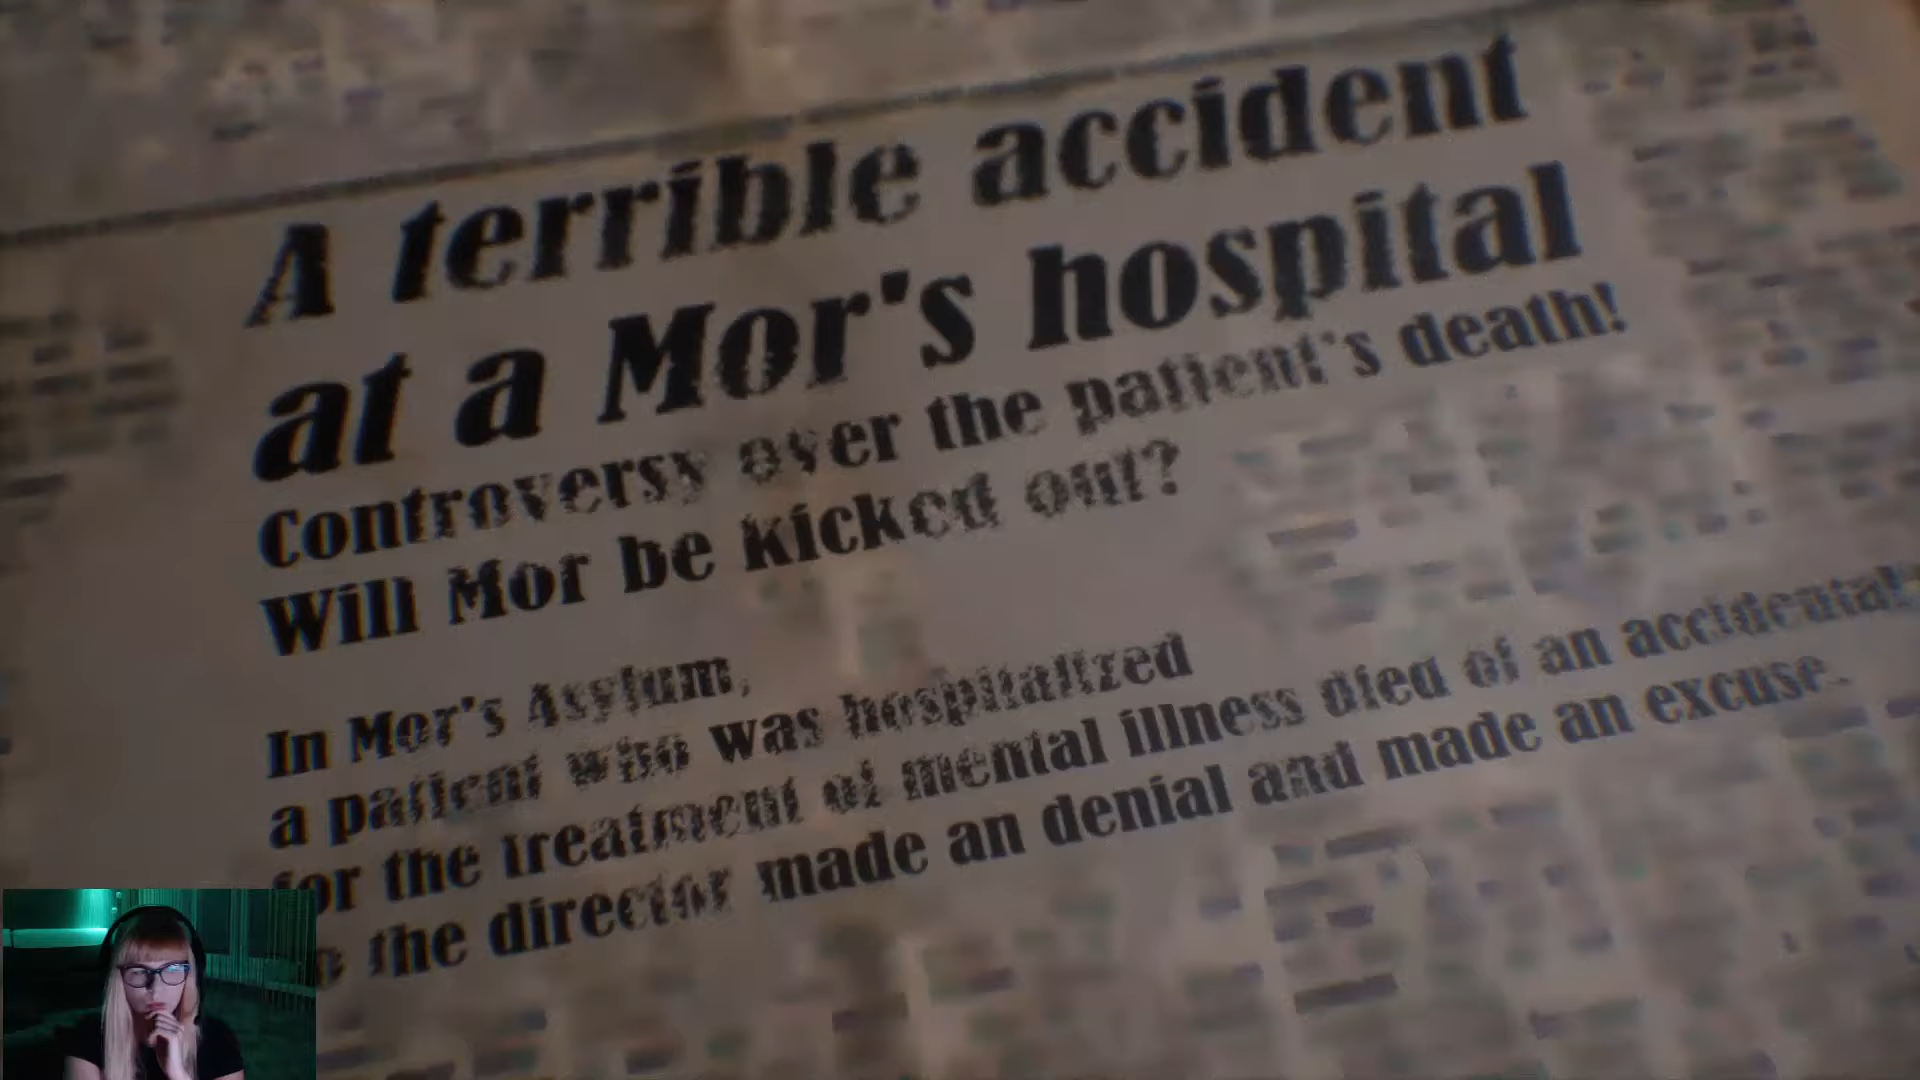 A terrible accident
at a Mor's hospital
Controversy over the patient's death!
Will Mor be kicked out?
In Mor's Asylum,
a patient who was hospitalized
for the treatment of mental illness died of an accidental
the director made an denial and made an excuse.